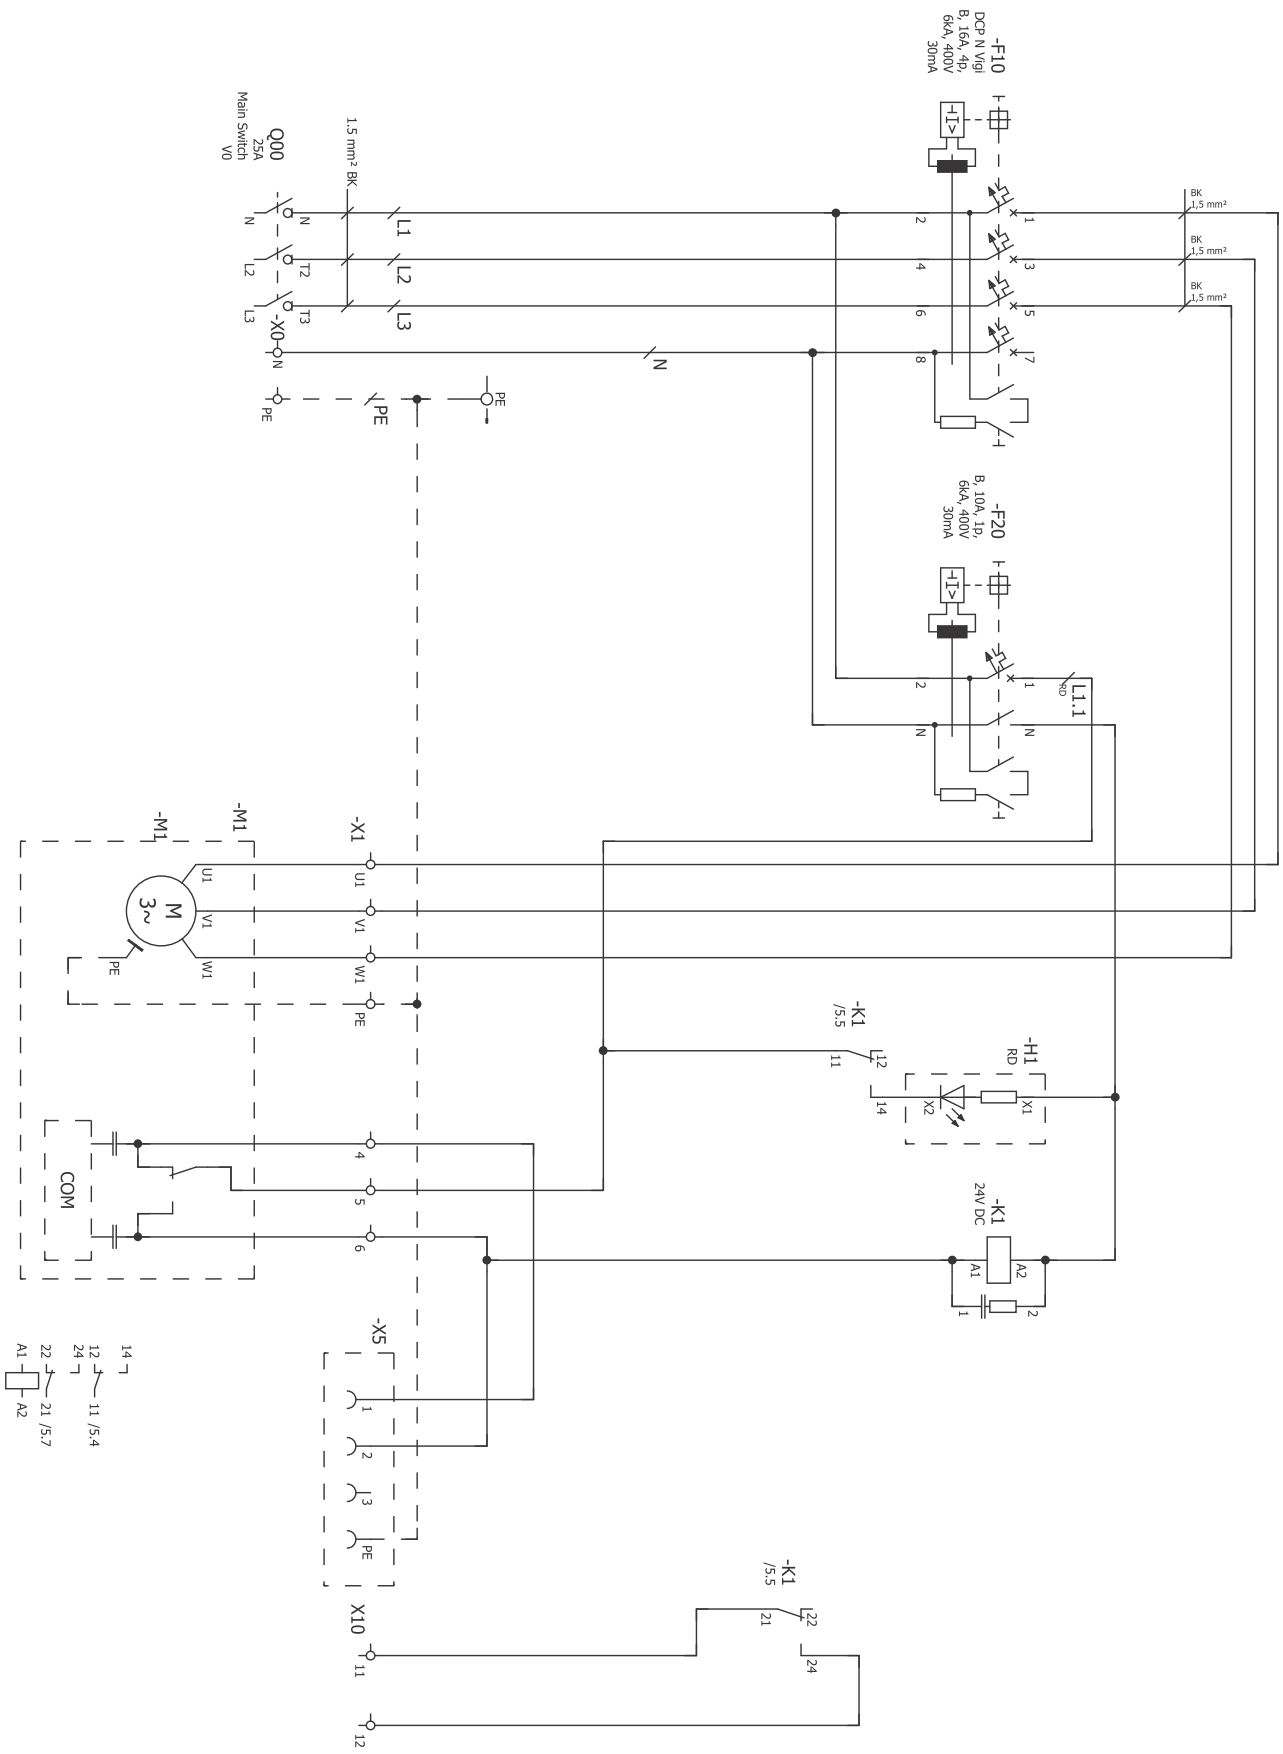 -F10
DCP N Vigi
B, 16A, 4p,
6kA, 400V
30mA
HI>
1
2
3
4
5
6
7
8
BK
1,5 mm²
BK
1,5 mm²
BK
1,5 mm²
1.5 mm² BK
Q00
25A
Main Switch
V0
N
N
L2
T2
L3
T3
L1
L2
L3
-X0
N
N
PE
PE
PE
-F20
B, 10A, 1p,
6kA, 400V
30mA
HI>
1
2
N
N
L1.1
RD
-X1
U1
V1
W1
PE
4
5
6
-M1
-M1
M
3~
U1
V1
W1
PE
COM
-K1
/5.5
11
12
14
-H1
RD
X1
X2
-K1
24V DC
A1
A2
1
2
-X5
1
2
3
PE
14
12
11 /5.4
24
22
21 /5.7
A1
A2
-K1
/5.5
21
22
24
X10
11
12